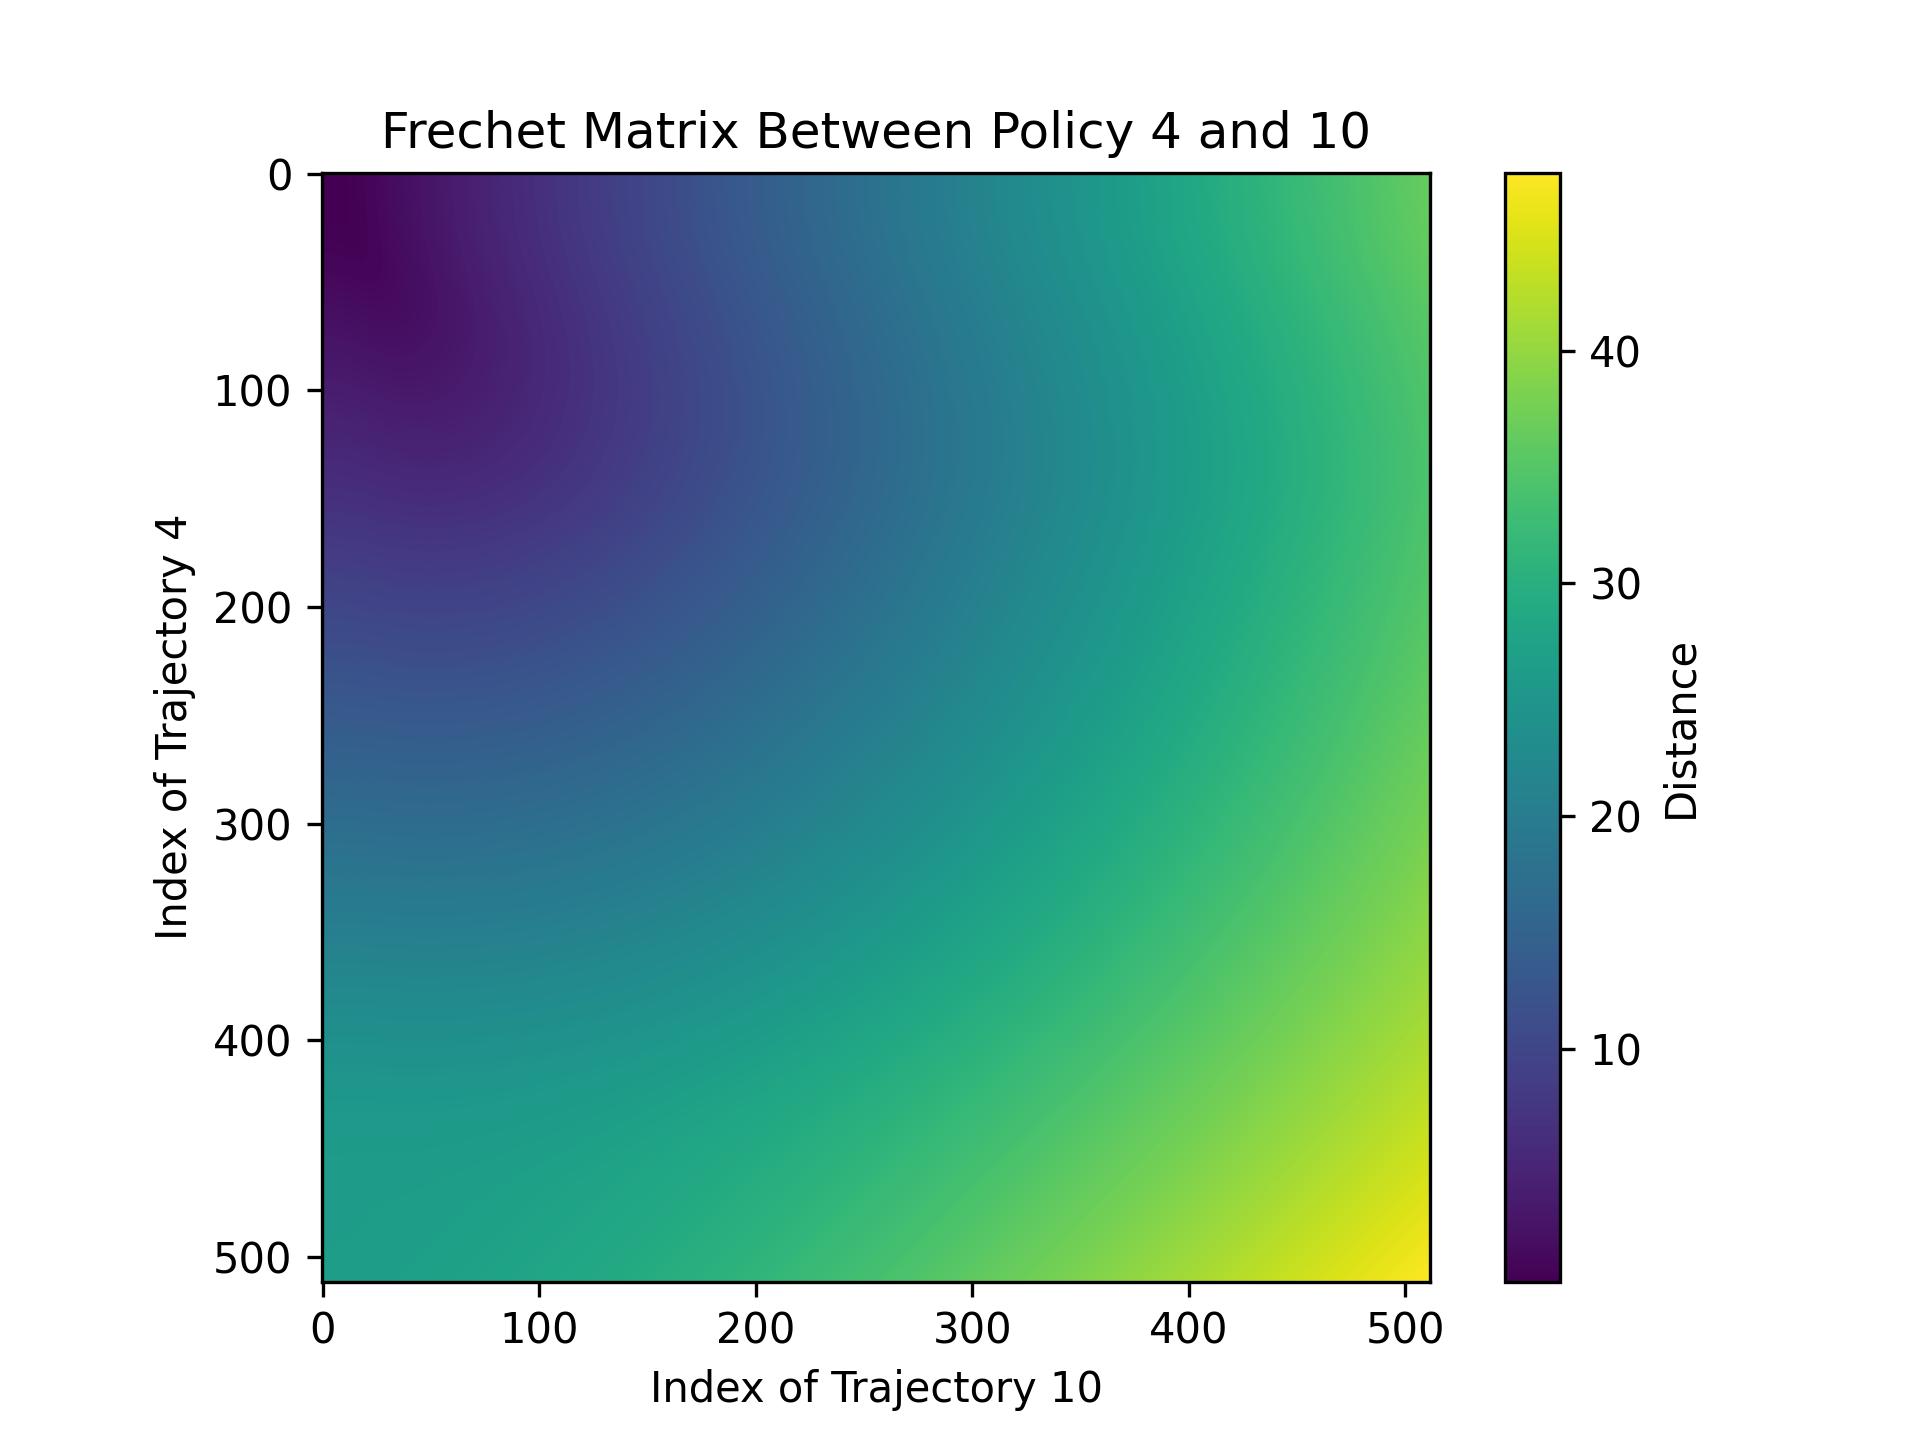 Frechet Matrix Between Policy 4 and 10
0
100
200
300
400
500
Index of Trajectory 4
0 100 200 300 400 500
Index of Trajectory 10
40
30
20
10
Distance